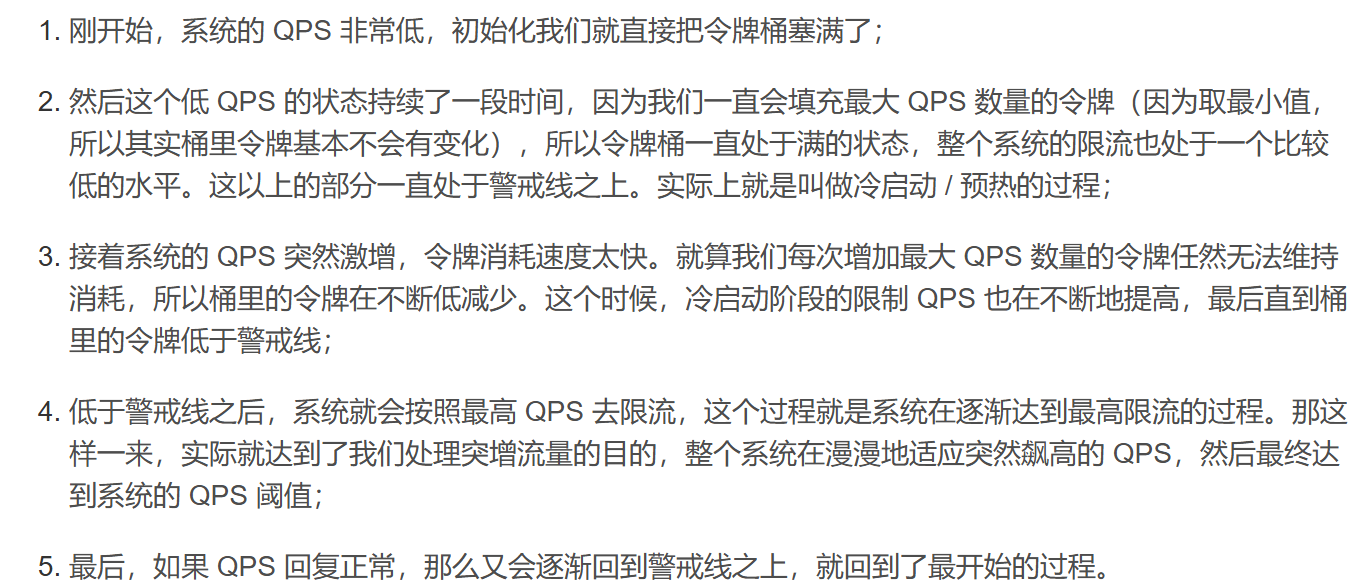 1. 刚开始，系统的 QPS 非常低，初始化我们就直接把令牌桶塞满了；
2. 然后这个低 QPS 的状态持续了一段时间，因为我们一直会填充最大 QPS 数量的令牌（因为取最小值，
所以其实桶里令牌基本不会有变化），所以令牌桶一直处于满的状态，整个系统的限流也处于一个比较
低的水平。这以上的部分一直处于警戒线之上。实际上就是叫做冷启动 / 预热的过程；
3. 接着系统的 QPS 突然激增，令牌消耗速度太快。就算我们每次增加最大 QPS 数量的令牌任然无法维持
消耗，所以桶里的令牌在不断低减少。这个时候，冷启动阶段的限制 QPS 也在不断地提高，最后直到桶
里的令牌低于警戒线；
4. 低于警戒线之后，系统就会按照最高 QPS 去限流，这个过程就是系统在逐渐达到最高限流的过程。那这
样一来，实际就达到了我们处理突增流量的目的，整个系统在漫漫地适应突然飙高的 QPS，然后最终达
到系统的 QPS 阈值；
5. 最后，如果 QPS 回复正常，那么又会逐渐回到警戒线之上，就回到了最开始的过程。